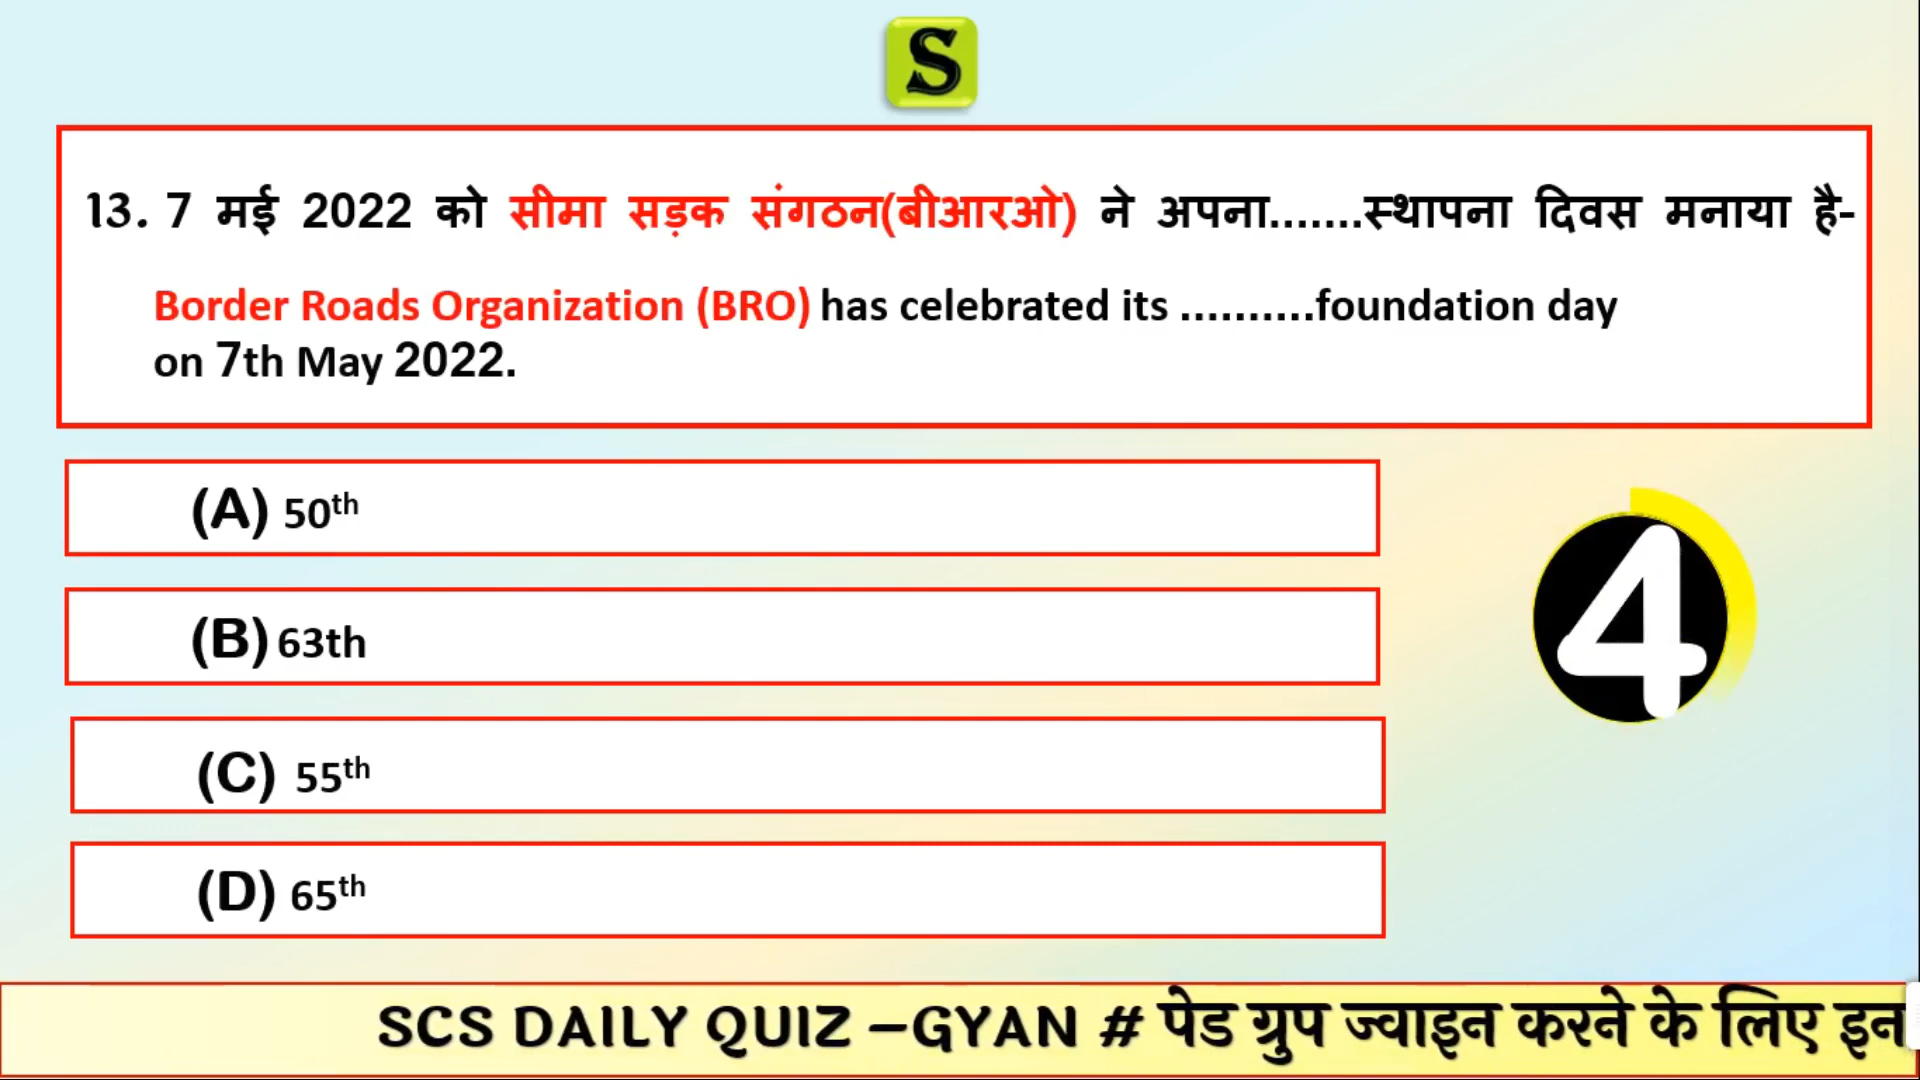 S
13. 7 मई 2022 को सीमा सड़क संगठन(बीआरओ) ने अपना.......स्थापना दिवस मनाया है-
Border Roads Organization (BRO) has celebrated its ..........foundation day
on 7th May 2022.
(A) 50th
(B) 63th
4
(C) 55th
(D) 65th
SCS DAILY QUIZ –GYAN # पेड ग्रुप ज्वाइन करने के लिए इन